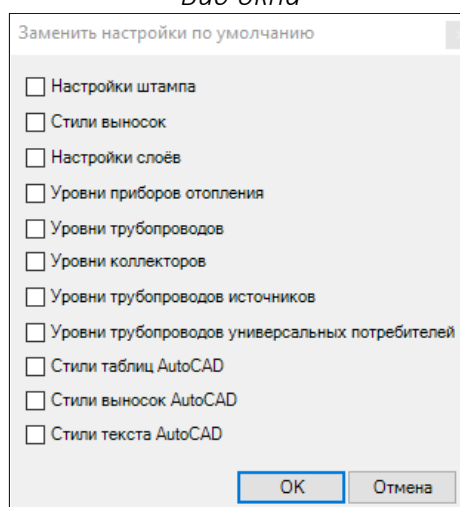 Вид окна
Заменить настройки по умолчанию
Настройки штампа
Стили выносок
Настройки слоёв
Уровни приборов отопления
Уровни трубопроводов
Уровни коллекторов
Уровни трубопроводов источников
Уровни трубопроводов универсальных потребителей
Стили таблиц AutoCAD
Стили выносок AutoCAD
Стили текста AutoCAD
OK Отмена